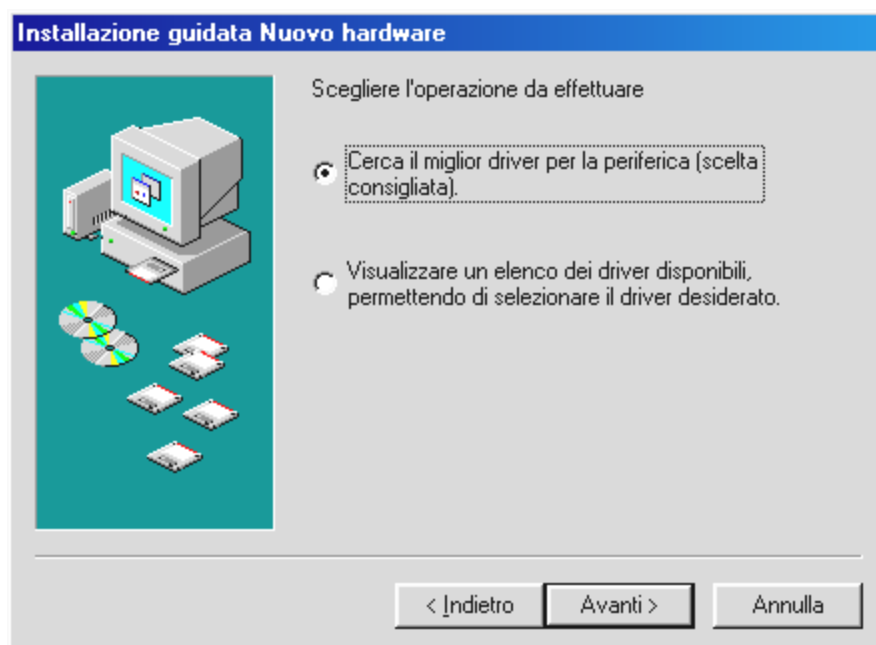 Installazione guidata Nuovo hardware
Scegliere l'operazione da effettuare
Cerca il miglior driver per la periferica (scelta
consigliata).
Visualizzare un elenco dei driver disponibili,
permettendo di selezionare il driver desiderato.
< Indietro
Avanti >
Annulla